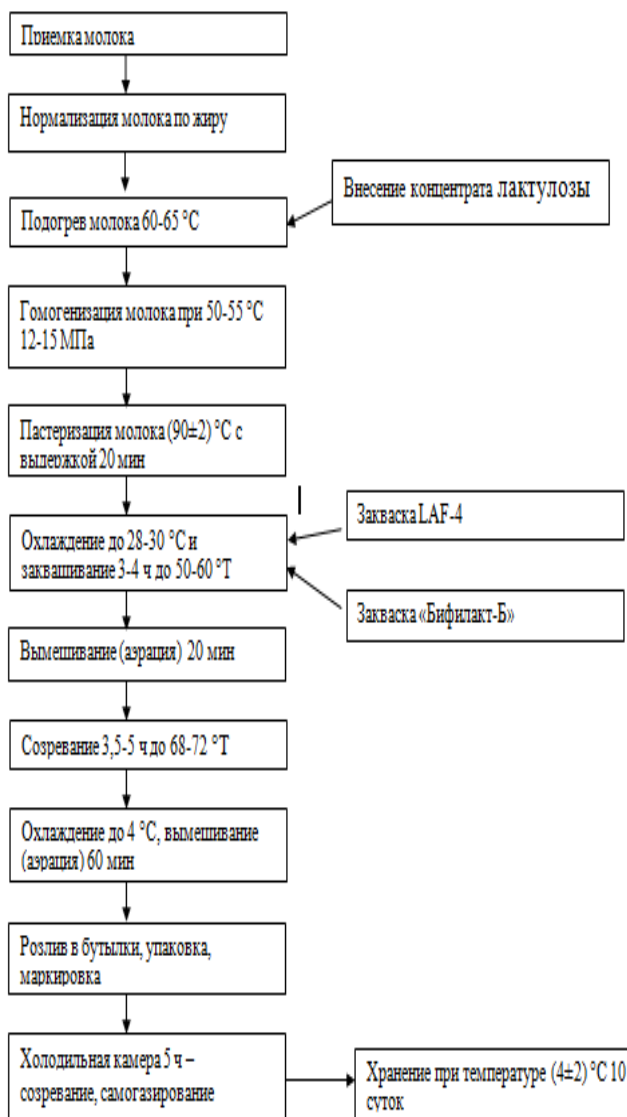 Приемка молока
Нормализация молока по жиру
Внесение концентрата лактулозы
Подогрев молока 60-65 °С
Гомогенизация молока при 50-55 °С
12-15 МПа
Пастеризация молока (90±2) °С с
выдержкой 20 мин
Закваска LAF-4
Охлаждение до 28-30 °С и
заквашивание 3-4 ч до 50-60 °Т
Закваска «Бифилакт-Б»
Вымешивание (аэрация) 20 мин
Созревание 3,5-5 ч до 68-72 °Т
Охлаждение до 4 °С, вымешивание
(аэрация) 60 мин
Розлив в бутылки, упаковка,
маркировка
Холодильная камера 5 ч –
созревание, самогазирование
Хранение при температуре (4±2) °С 10
суток